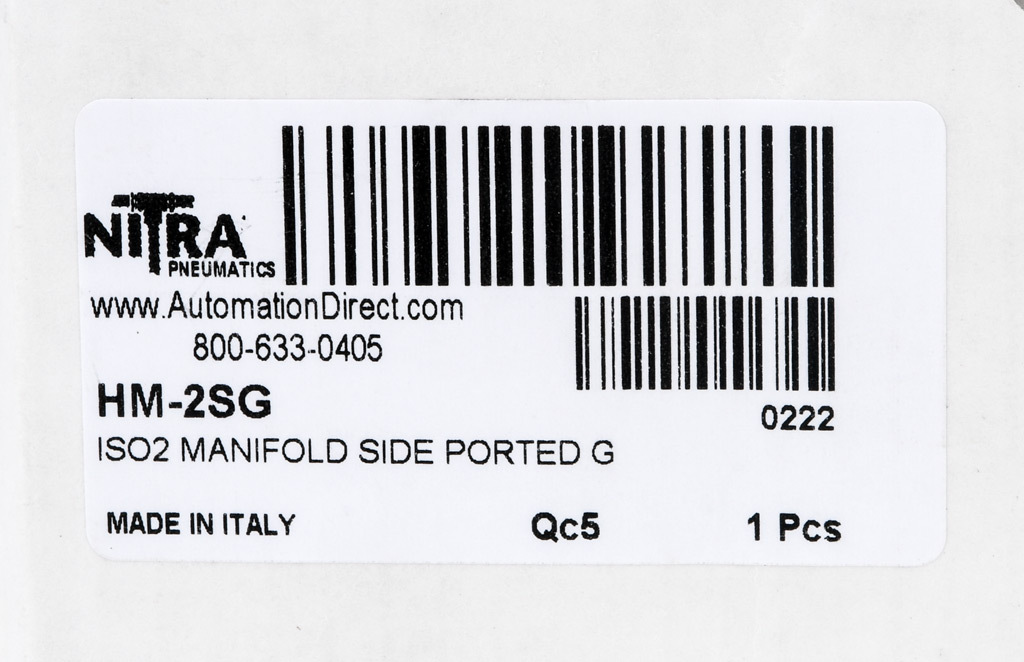 NITRA
PNEUMATICS
www.AutomationDirect.com
800-633-0405
HM-2SG
0222
ISO2 MANIFOLD SIDE PORTED G
MADE IN ITALY Qc5 1 Pcs